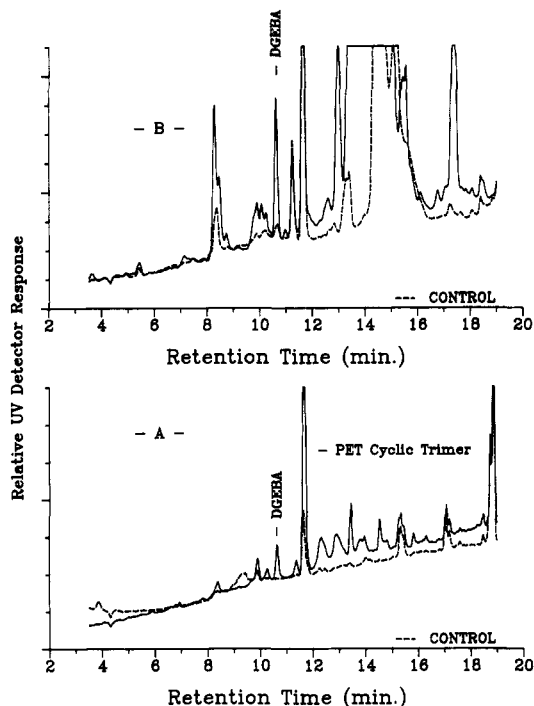 Relative UV Detector Response
– DGEBA
– B –
--- CONTROL
2 4 6 8 10 12 14 16 18 20
Retention Time (min.)
– A –
– DGEBA
– PET Cyclic Trimer
--- CONTROL
2 4 6 8 10 12 14 16 18 20
Retention Time (min.)